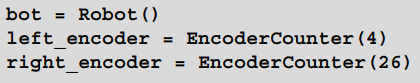 bot = Robot()
left_encoder = EncoderCounter(4)
right_encoder = EncoderCounter(26)